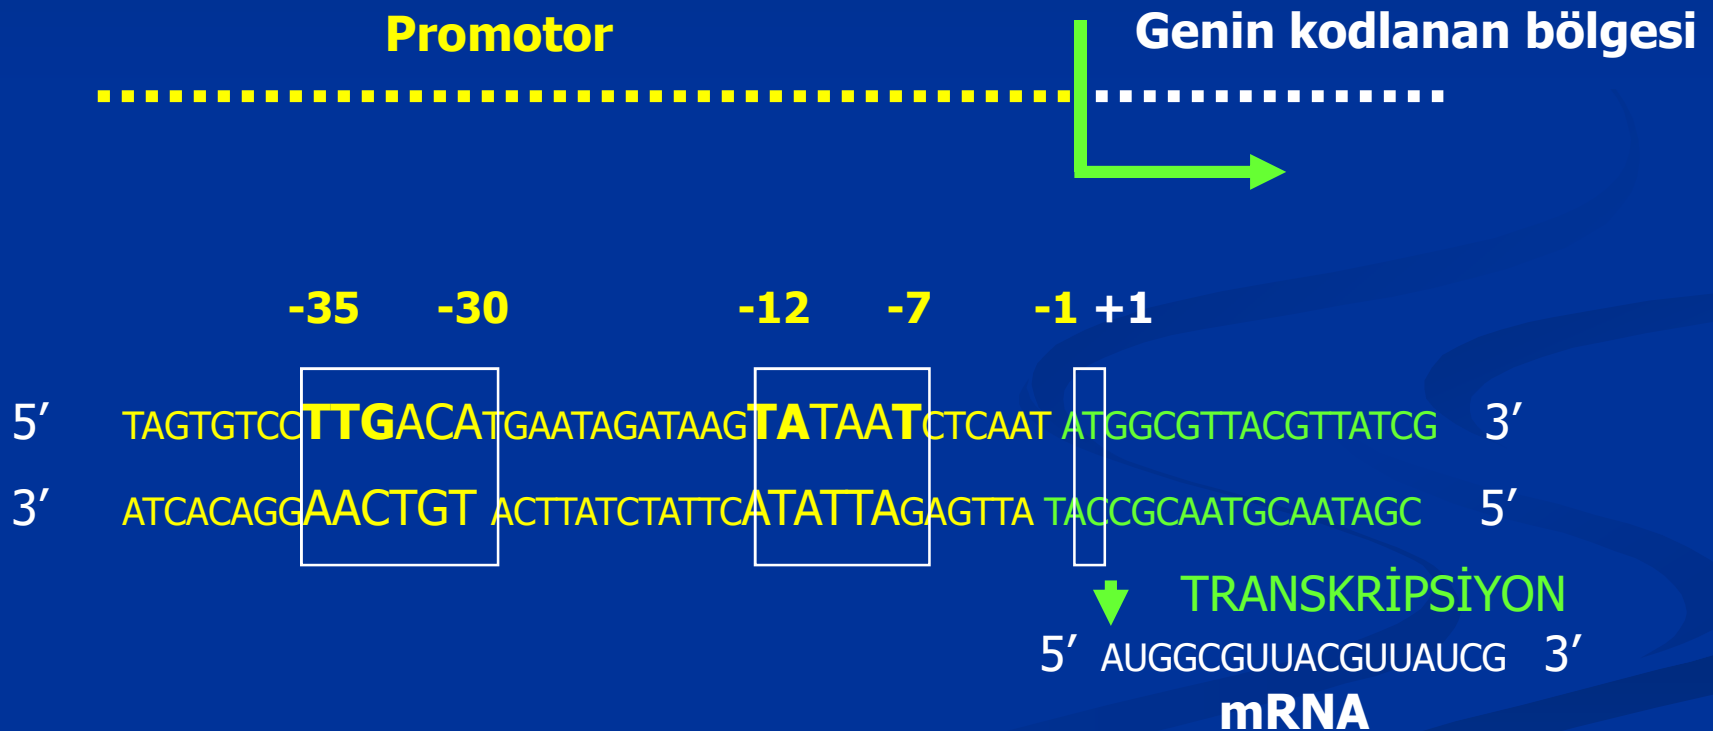 Promotor Genin kodlanan bölgesi
-35 -30 -12 -7 -1 +1
5′ TAGTGTCCTTGACATGAATAGATAAGTATAATCTCAAT ATGGCGTTACGTTATCG 3′
3′ ATCACAGGAACTGT ACTTATCTATTCATATTAGAGTTA TACCGCAATGCAATAGC 5′
TRANSKRİPSİYON
5′ AUGGCGUUACGUUAUCG 3′
mRNA